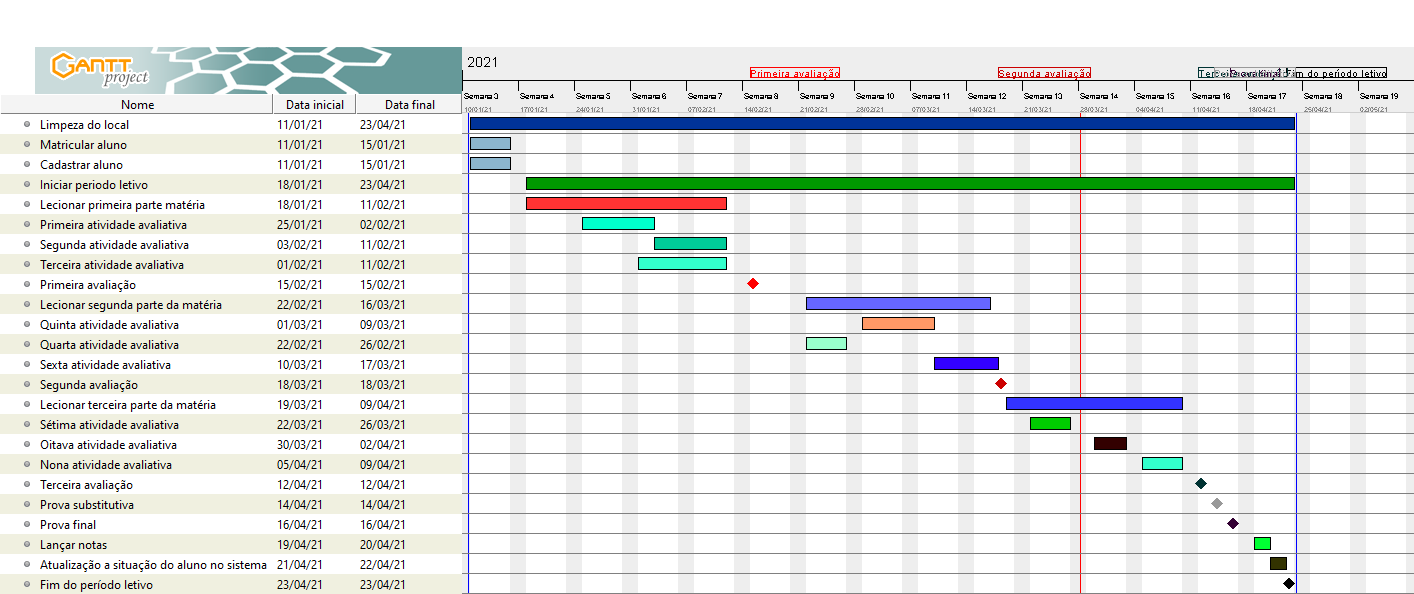 GANTT
project
2021
Primeira avaliação Segunda avaliação Fim do período letivo
Nome Data inicial Data final
Semana 3 Semana 4 Semana 5 Semana 6 Semana 7 Semana 8 Semana 9 Semana 10 Semana 11 Semana 12 Semana 13 Semana 14 Semana 15 Semana 16 Semana 17 Semana 18 Semana 19
10/01/21 17/01/21 24/01/21 31/01/21 07/02/21 14/02/21 21/02/21 28/02/21 07/03/21 14/03/21 21/03/21 28/03/21 04/04/21 11/04/21 18/04/21 25/04/21 02/05/21
Limpeza do local 11/01/21 23/04/21
Matricular aluno 11/01/21 15/01/21
Cadastrar aluno 11/01/21 15/01/21
Iniciar periodo letivo 18/01/21 23/04/21
Lecionar primeira parte matéria 18/01/21 11/02/21
Primeira atividade avaliativa 25/01/21 02/02/21
Segunda atividade avaliativa 03/02/21 11/02/21
Terceira atividade avaliativa 01/02/21 11/02/21
Primeira avaliação 15/02/21 15/02/21
Lecionar segunda parte da matéria 22/02/21 16/03/21
Quinta atividade avaliativa 01/03/21 09/03/21
Quarta atividade avaliativa 22/02/21 26/02/21
Sexta atividade avaliativa 10/03/21 17/03/21
Segunda avaliação 18/03/21 18/03/21
Lecionar terceira parte da matéria 19/03/21 09/04/21
Sétima atividade avaliativa 22/03/21 26/03/21
Oitava atividade avaliativa 30/03/21 02/04/21
Nona atividade avaliativa 05/04/21 09/04/21
Terceira avaliação 12/04/21 12/04/21
Prova substitutiva 14/04/21 14/04/21
Prova final 16/04/21 16/04/21
Lançar notas 19/04/21 20/04/21
Atualização a situação do aluno no sistema 21/04/21 22/04/21
Fim do período letivo 23/04/21 23/04/21